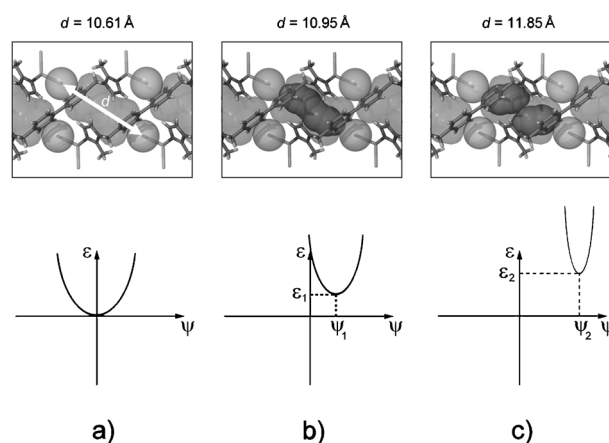 d = 10.61 Å
d = 10.95 Å
d = 11.85 Å
d
ε
ψ
ε
ε₁
ψ₁
ψ
ε
ε₂
ψ₂
ψ
a)
b)
c)